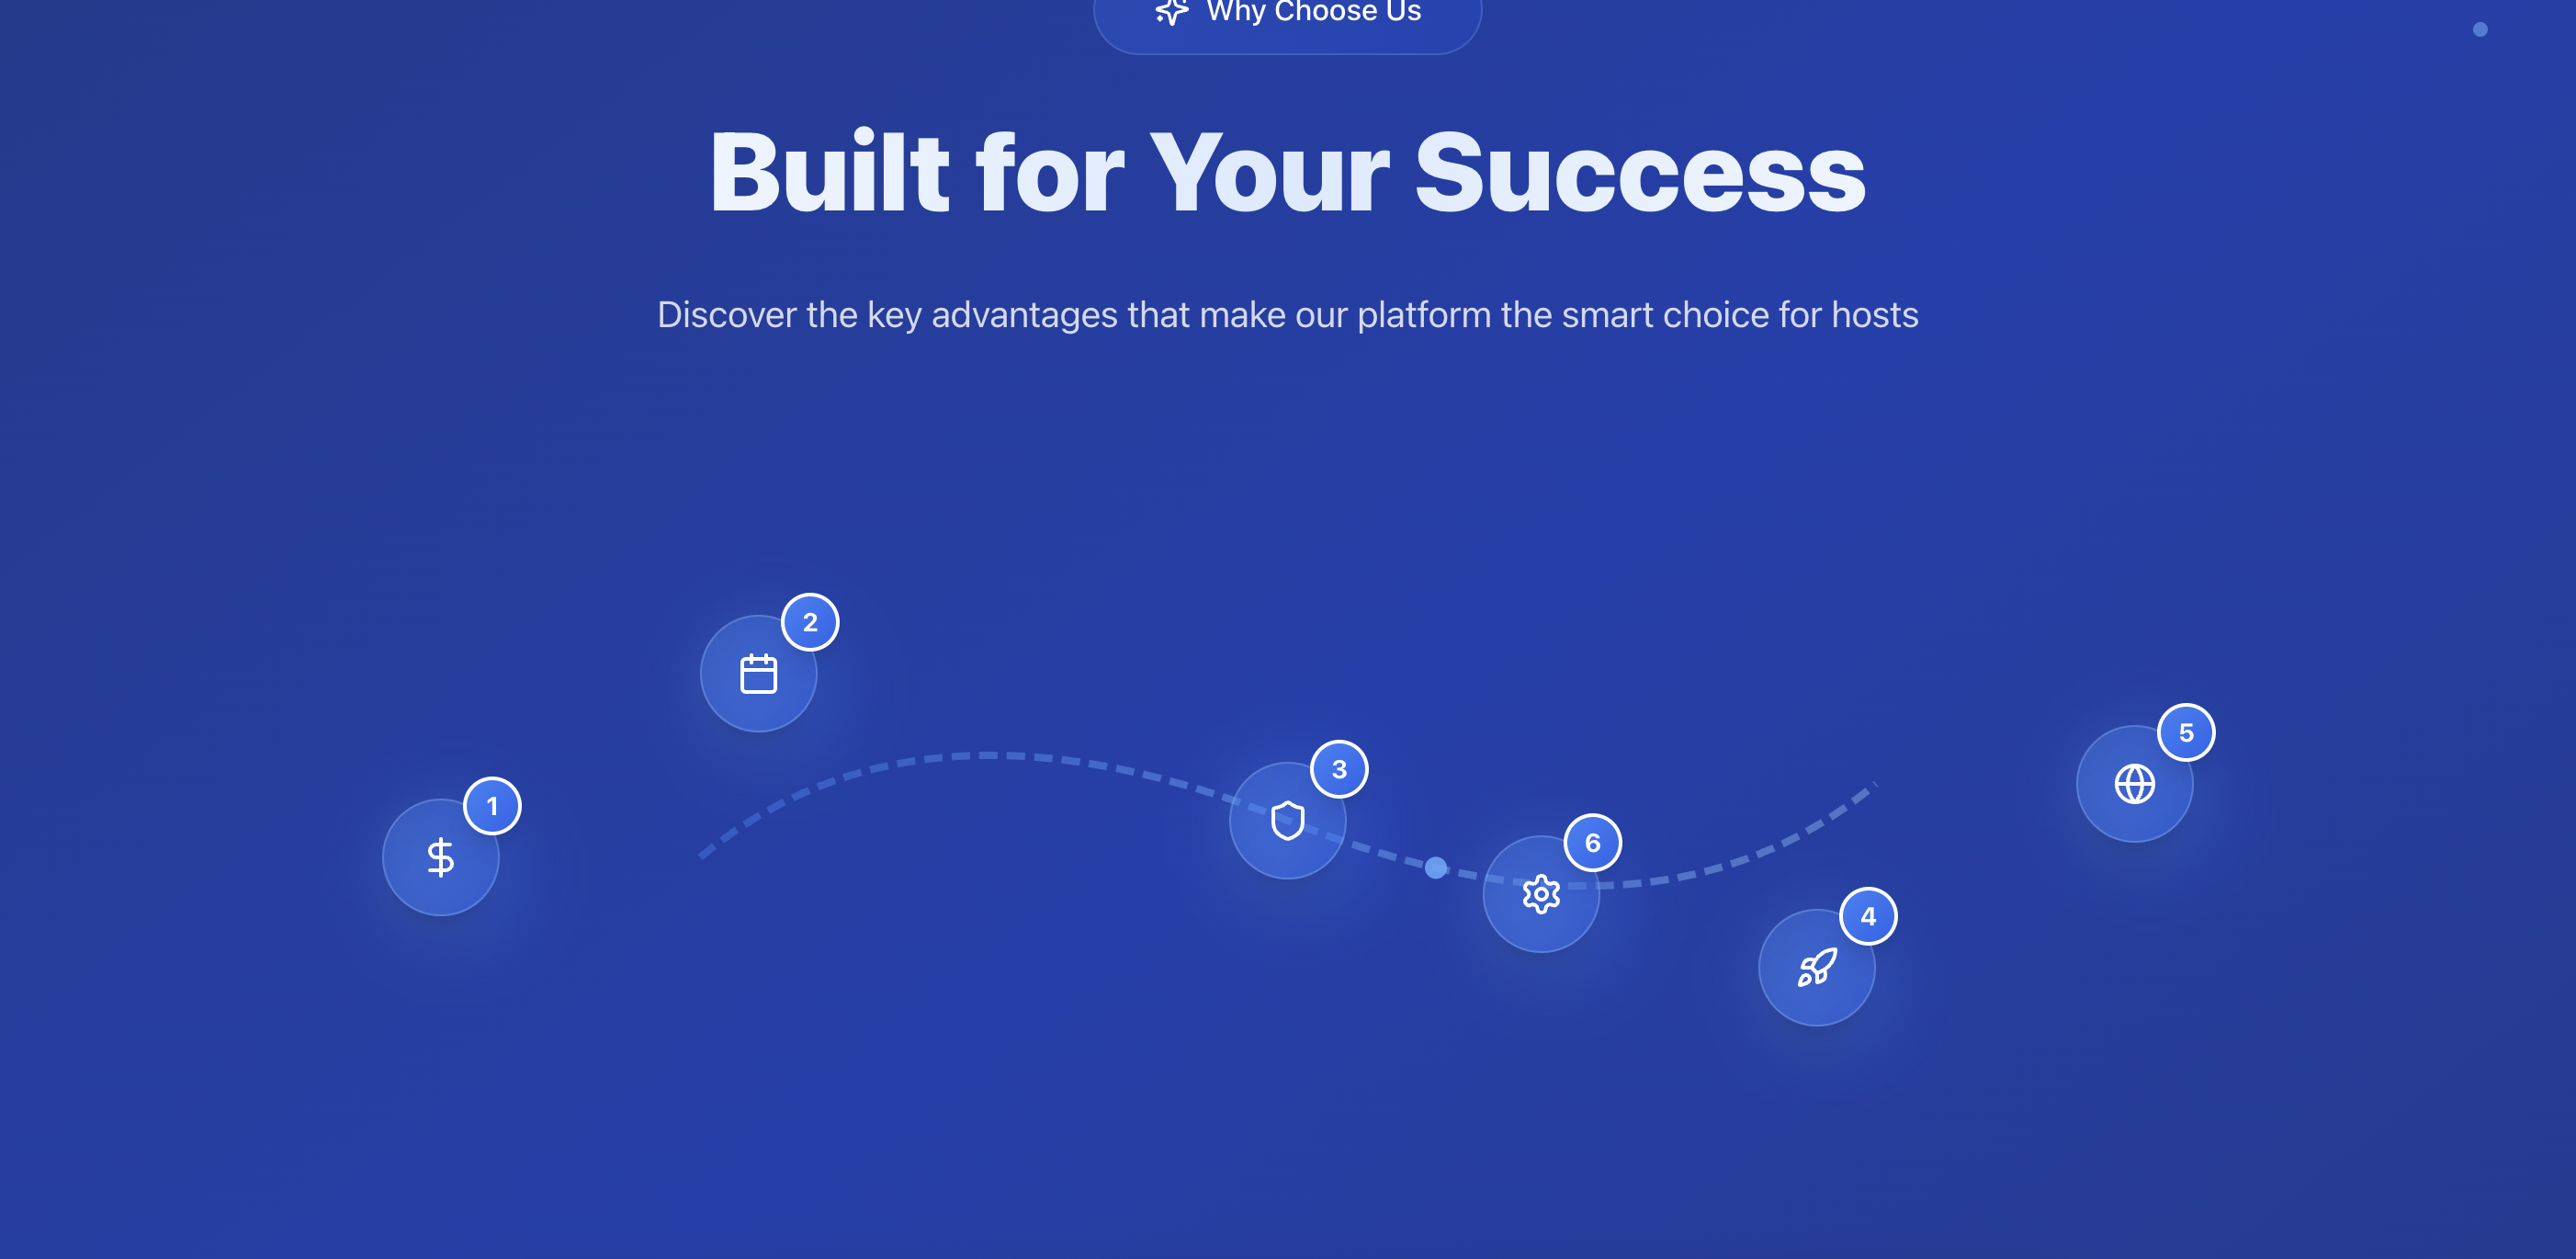 Why Choose Us
Built for Your Success
Discover the key advantages that make our platform the smart choice for hosts
2
5
3
1
6
4